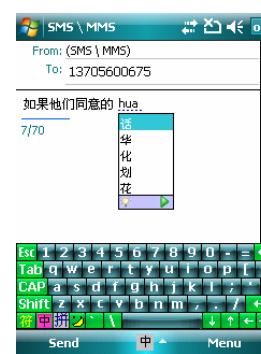 SMS \ MMS
From: (SMS \ MMS)
To: 13705600675
如果他们同意的 hua
7/70
话
华
化
划
花
Esc 1 2 3 4 5 6 7 8 9 0 - =
Tab q w e r t y u i o p [
CAP a s d f g h j k l ; '
Shift z x c v b n m , . /
符 中 拼 ` \ ↓ ↑ ←
Send 中 Menu